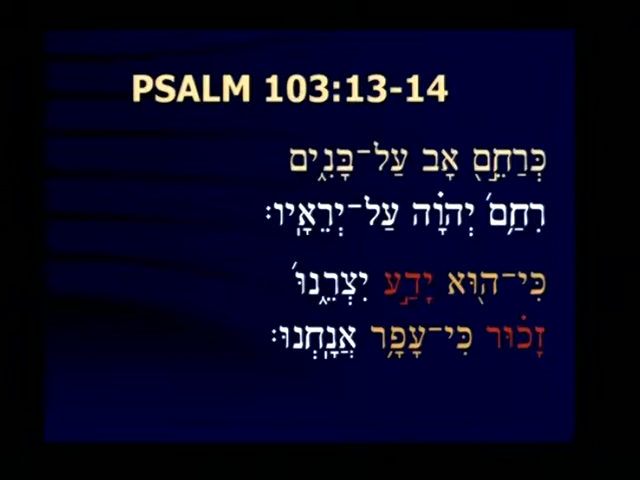 PSALM 103:13-14
כְּרַחֵ֣ם אָ֭ב עַל־בָּנִ֑ים
רִחַ֥ם יְ֝הוָ֗ה עַל־יְרֵאָֽיו׃
כִּי־ה֖וּא יָדַ֣ע יִצְרֵ֑נוּ
זָ֝כ֗וּר כִּי־עָפָ֥ר אֲנָֽחְנוּ׃